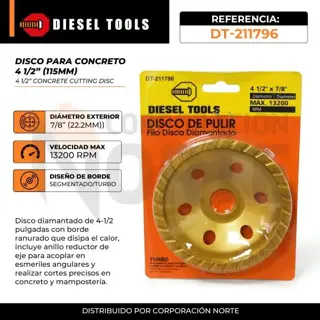 DIESEL TOOLS
REFERENCIA:
DT-211796
DISCO PARA CONCRETO
4 1/2” (115MM)
4 1/2” CONCRETE CUTTING DISC
DIÁMETRO EXTERIOR
7/8” (22.2MM))
VELOCIDAD MAX
13200 RPM
DISEÑO DE BORDE
SEGMENTADO/TURBO
Disco diamantado de 4-1/2
pulgadas con borde
ranurado que disipa el calor,
incluye anillo reductor de
eje para acoplar en
esmeriles angulares y
realizar cortes precisos en
concreto y mampostería.
DT-211796
DIESEL TOOLS
4 1/2" x 7/8"
Diámetro / Diameter
MAX. 13200
RPM
DISCO DE PULIR
Filo Disco Diamantado
TURBO
DISTRIBUIDO POR CORPORACIÓN NORTE